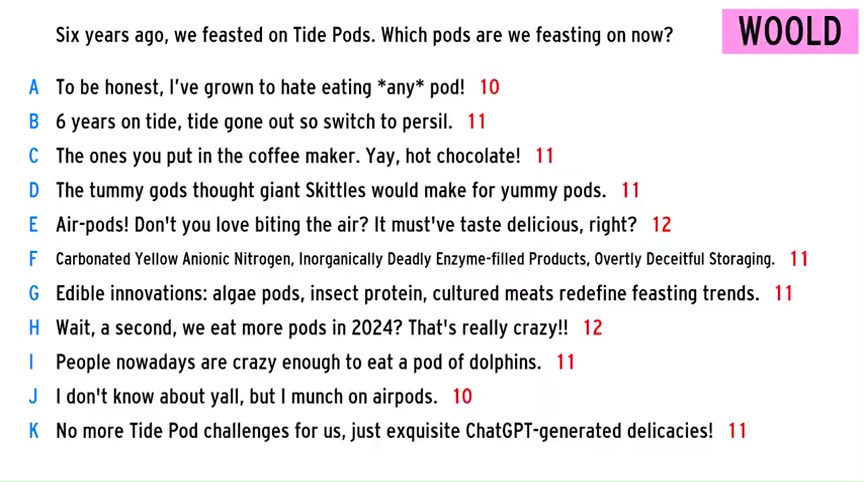 Six years ago, we feasted on Tide Pods. Which pods are we feasting on now?
WOOLD
A To be honest, I've grown to hate eating *any* pod! 10
B 6 years on tide, tide gone out so switch to persil. 11
C The ones you put in the coffee maker. Yay, hot chocolate! 11
D The tummy gods thought giant Skittles would make for yummy pods. 11
E Air-pods! Don't you love biting the air? It must've taste delicious, right? 12
F Carbonated Yellow Anionic Nitrogen, Inorganically Deadly Enzyme-filled Products, Overtly Deceitful Storaging. 11
G Edible innovations: algae pods, insect protein, cultured meats redefine feasting trends. 11
H Wait, a second, we eat more pods in 2024? That's really crazy!! 12
I People nowadays are crazy enough to eat a pod of dolphins. 11
J I don't know about yall, but I munch on airpods. 10
K No more Tide Pod challenges for us, just exquisite ChatGPT-generated delicacies! 11